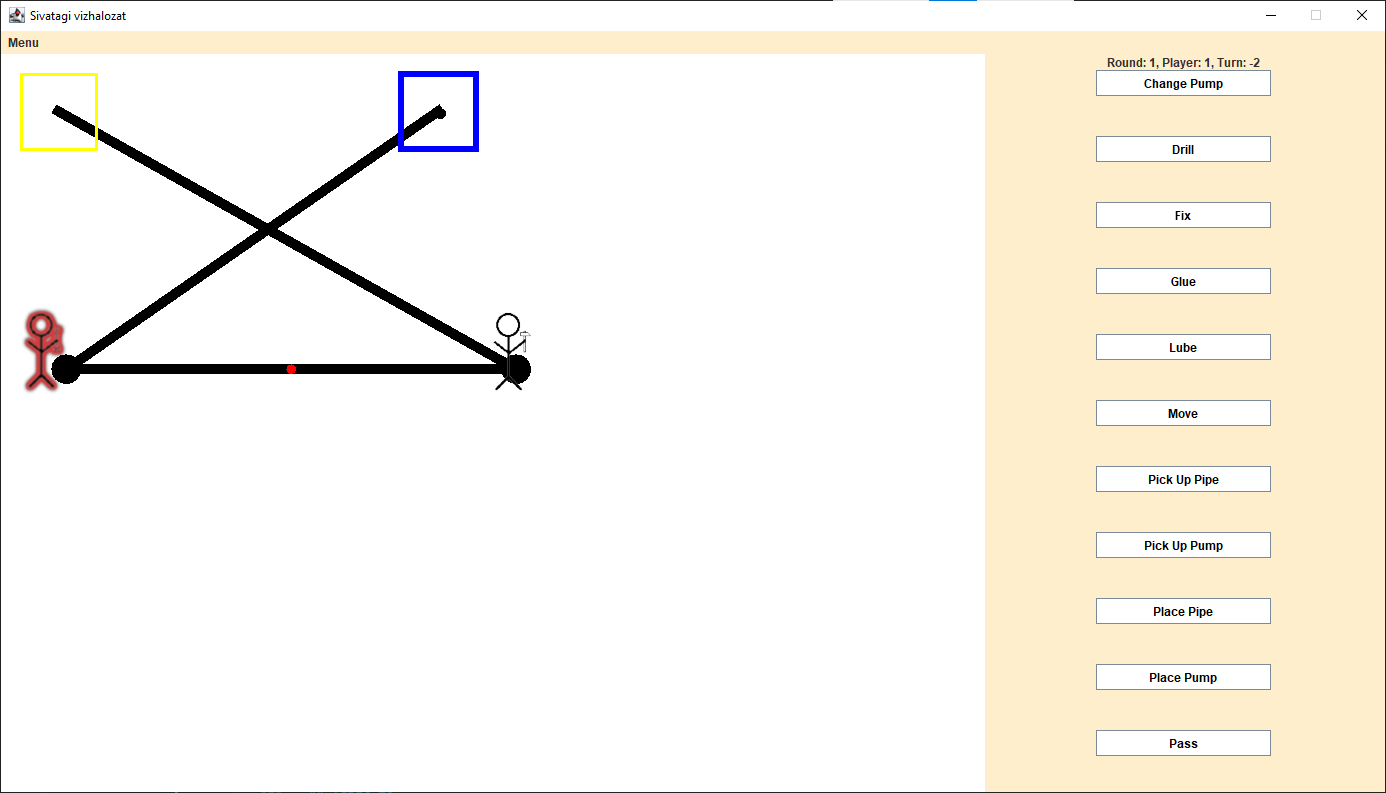 Sivatagi vizhalozat
Menu
Round: 1, Player: 1, Turn: -2
Change Pump
Drill
Fix
Glue
Lube
Move
Pick Up Pipe
Pick Up Pump
Place Pipe
Place Pump
Pass